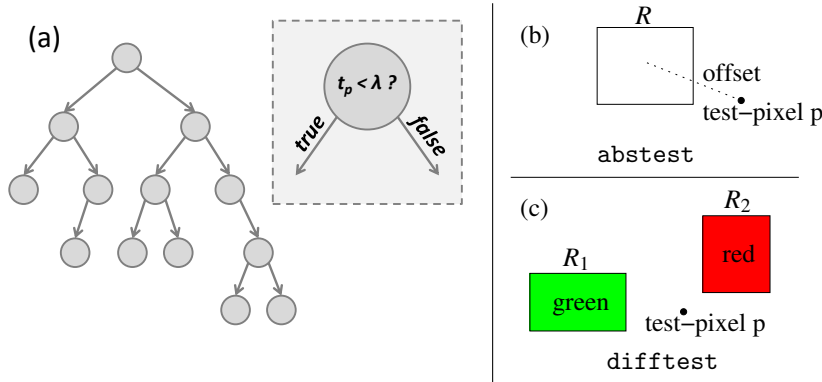 (a)
t_p < λ ?
true
false
(b)
R
offset
test-pixel p
abstest
(c)
R_2
red
R_1
green
test-pixel p
difftest